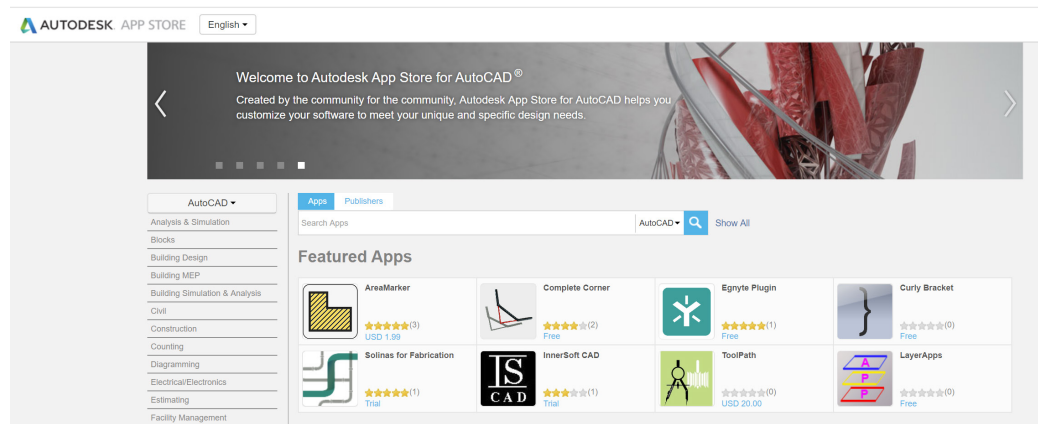 AUTODESK. APP STORE English
Welcome to Autodesk App Store for AutoCAD®
Created by the community for the community, Autodesk App Store for AutoCAD helps you
customize your software to meet your unique and specific design needs.
AutoCAD
Analysis & Simulation
Blocks
Building Design
Building MEP
Building Simulation & Analysis
Civil
Construction
Counting
Diagramming
Electrical/Electronics
Estimating
Facility Management
Apps Publishers
Search Apps AutoCAD Show All
Featured Apps
AreaMarker
(3)
USD 1.99
Complete Corner
(2)
Free
Egnyte Plugin
(1)
Free
Curly Bracket
(0)
Free
Solinas for Fabrication
(1)
Trial
IS
CAD
InnerSoft CAD
(1)
Trial
ToolPath
(0)
USD 20.00
A
P
P
LayerApps
(0)
Free